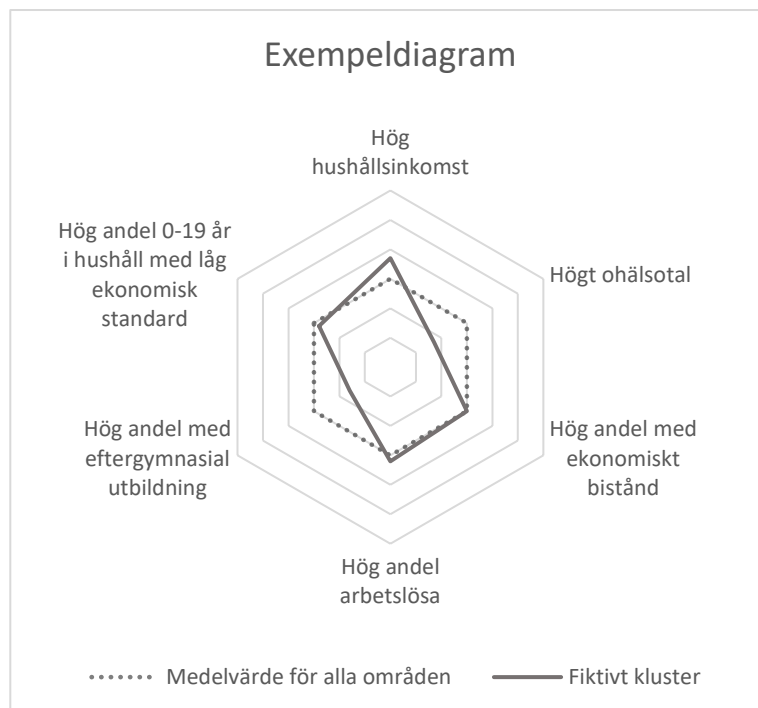 Exempeldiagram
Hög
hushållsinkomst
Högt ohälsotal
Hög andel med
ekonomiskt
bistånd
Hög andel
arbetslösa
Hög andel med
eftergymnasial
utbildning
Hög andel 0-19 år
i hushåll med låg
ekonomisk
standard
Medelvärde för alla områden
Fiktivt kluster